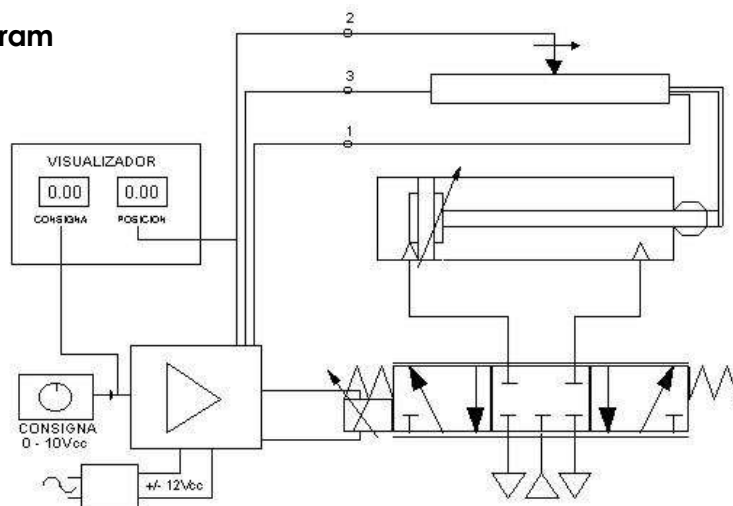 ram
2
3
1
VISUALIZADOR
0.00 0.00
CONSIGNA POSICION
CONSIGNA
0 - 10Vcc
+/- 12Vcc